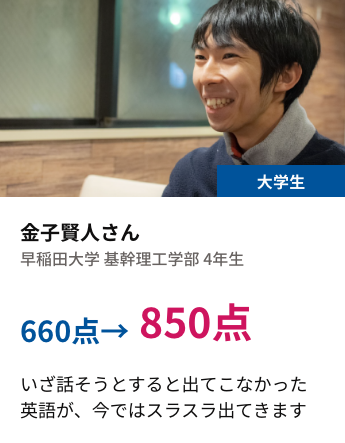 大学生
金子賢人さん
早稲田大学 基幹理工学部 4年生
660点→ 850点
いざ話そうとすると出てこなかった
英語が、今ではスラスラ出てきます